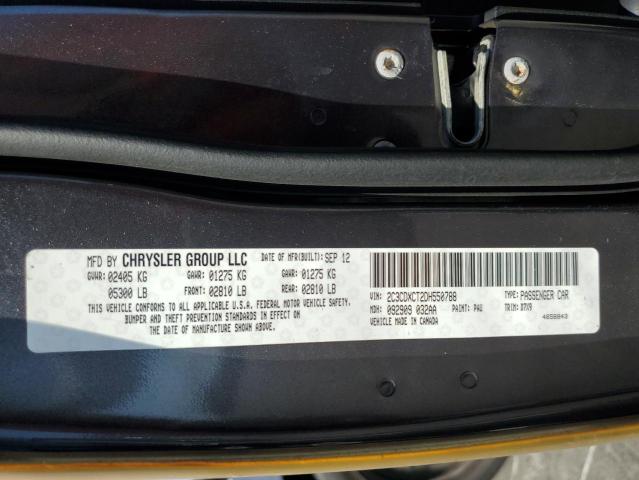 MFD BY CHRYSLER GROUP LLC DATE OF MFR(BUILT): SEP 12
GVWR: 02405 KG GAWR: 01275 KG GAWR: 01275 KG
05300 LB FRONT: 02810 LB REAR: 02810 LB
THIS VEHICLE CONFORMS TO ALL APPLICABLE U.S.A. FEDERAL MOTOR VEHICLE SAFETY,
BUMPER AND THEFT PREVENTION STANDARDS IN EFFECT ON
THE DATE OF MANUFACTURE SHOWN ABOVE.
VIN: 2C3CDXCT2DH550788 TYPE: PASSENGER CAR
MDH: 092909 032AA PAINT: PAU TRIM: D7X9
VEHICLE MADE IN CANADA 4658843